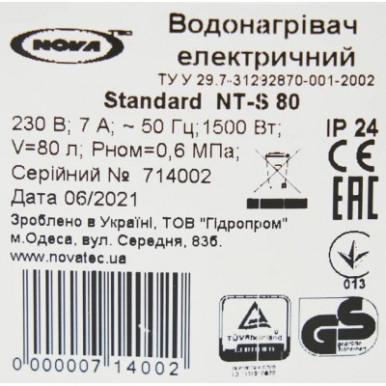 NOVA
Водонагрівач
електричний
ТУ У 29.7-31292870-001-2002
Standard NT-S 80
230 В; 7 А; ~ 50 Гц; 1500 Вт;
V=80 л; Рном=0,6 МПа;
Серійний № 714002
Дата 06/2021
IP 24
CE
EAC
Зроблено в Україні, ТОВ "Гідропром"
м.Одеса, вул. Середня, 83б.
www.novatec.ua
013
0 000007 14002
TÜVRheinland
GS